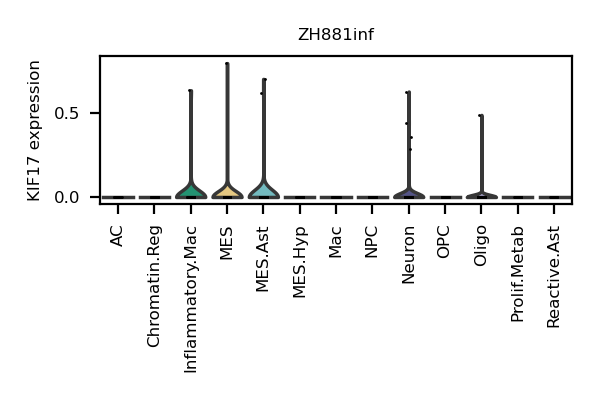 ZH881inf
KIF17 expression
0.5
0.0
AC
Chromatin.Reg
Inflammatory.Mac
MES
MES.Ast
MES.Hyp
Mac
NPC
Neuron
OPC
Oligo
Prolif.Metab
Reactive.Ast